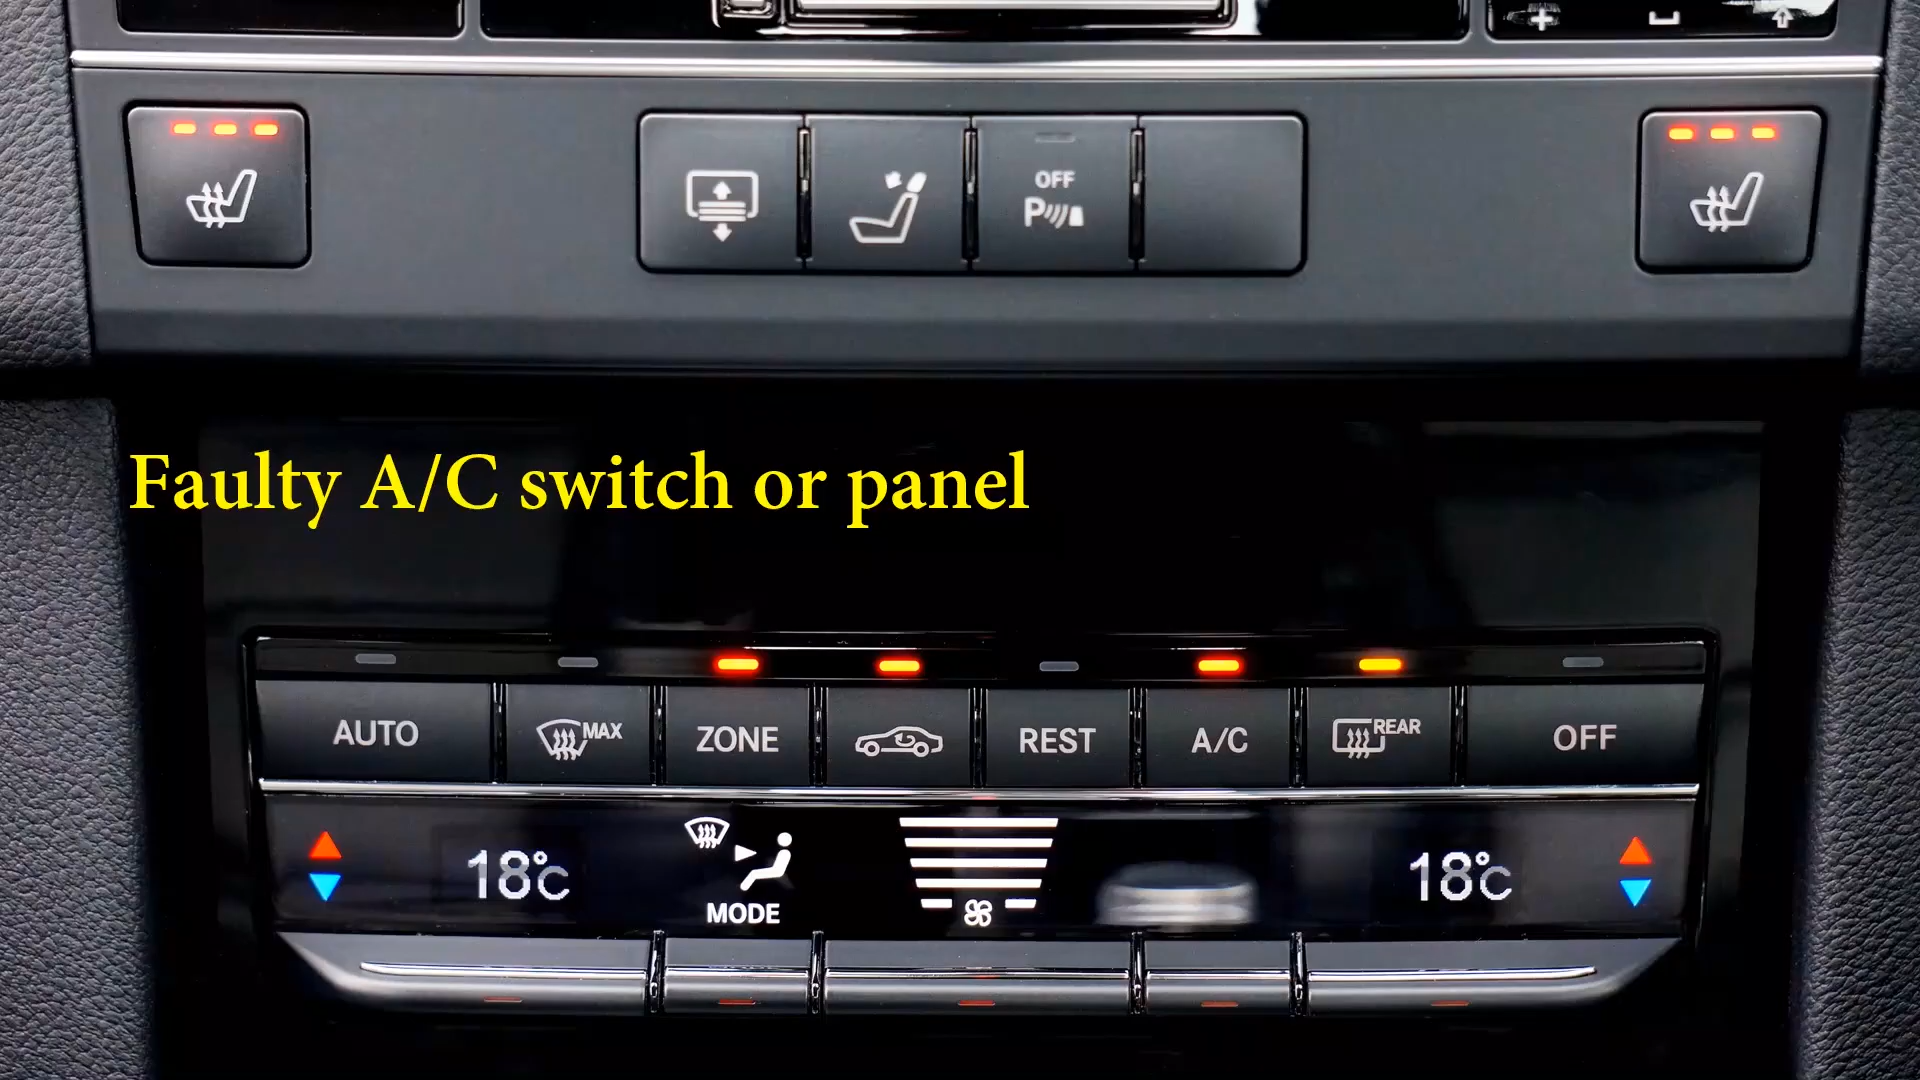 OFF
P
Faulty A/C switch or panel
AUTO
MAX
ZONE
REST
A/C
REAR
OFF
18°C
MODE
18°C